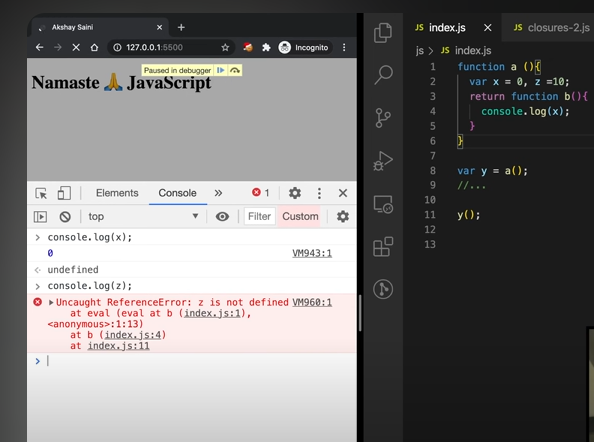 Akshay Saini
127.0.0.1:5500
Incognito
Paused in debugger
Namaste 🙏 JavaScript
Elements Console » 1
top Filter Custom
> console.log(x);
0 VM943:1
<· undefined
> console.log(z);
Uncaught ReferenceError: z is not defined VM960:1
at eval (eval at b (index.js:1),
<anonymous>:1:13)
at b (index.js:4)
at index.js:11
>
JS index.js × JS closures-2.js
js > JS index.js
1 function a (){
2 var x = 0, z =10;
3 return function b(){
4 console.log(x);
5 }
6 }
7
8 var y = a();
9 //...
10
11 y();
12
13